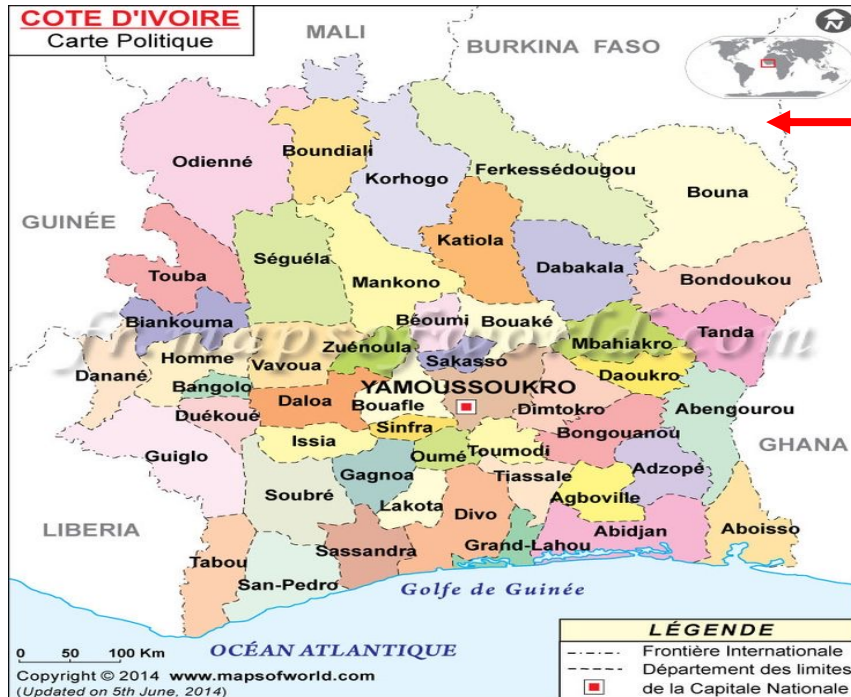 COTE D'IVOIRE
Carte Politique
MALI
BURKINA FASO
N
Odienné
Boundiali
Korhogo
Ferkessédougou
Bouna
GUINÉE
Touba
Séguéla
Mankono
Katiola
Dabakala
Bondoukou
Biankouma
Béoumi
Bouaké
Tanda
fr.mapsofworld.com
Homme
Zuénoula
Mbahiakro
Danané
Vavoua
Sakasso
Daoukro
Bangolo
YAMOUSSOUKRO
Daloa
Bouafle
Dimtokro
Abengourou
Duékoué
Sinfra
Bongouanou
Issia
GHANA
Guiglo
Oumé
Toumodi
Gagnoa
Tiassale
Adzopé
Soubré
Agboville
Lakota
Divo
LIBERIA
Abidjan
Aboisso
Sassandra
Grand-Lahou
Tabou
San-Pedro
Golfe de Guinée
OCÉAN ATLANTIQUE
0 50 100 Km
Copyright © 2014 www.mapsofworld.com
(Updated on 5th June, 2014)
LÉGENDE
Frontière Internationale
Département des limites
de la Capitale Nationale